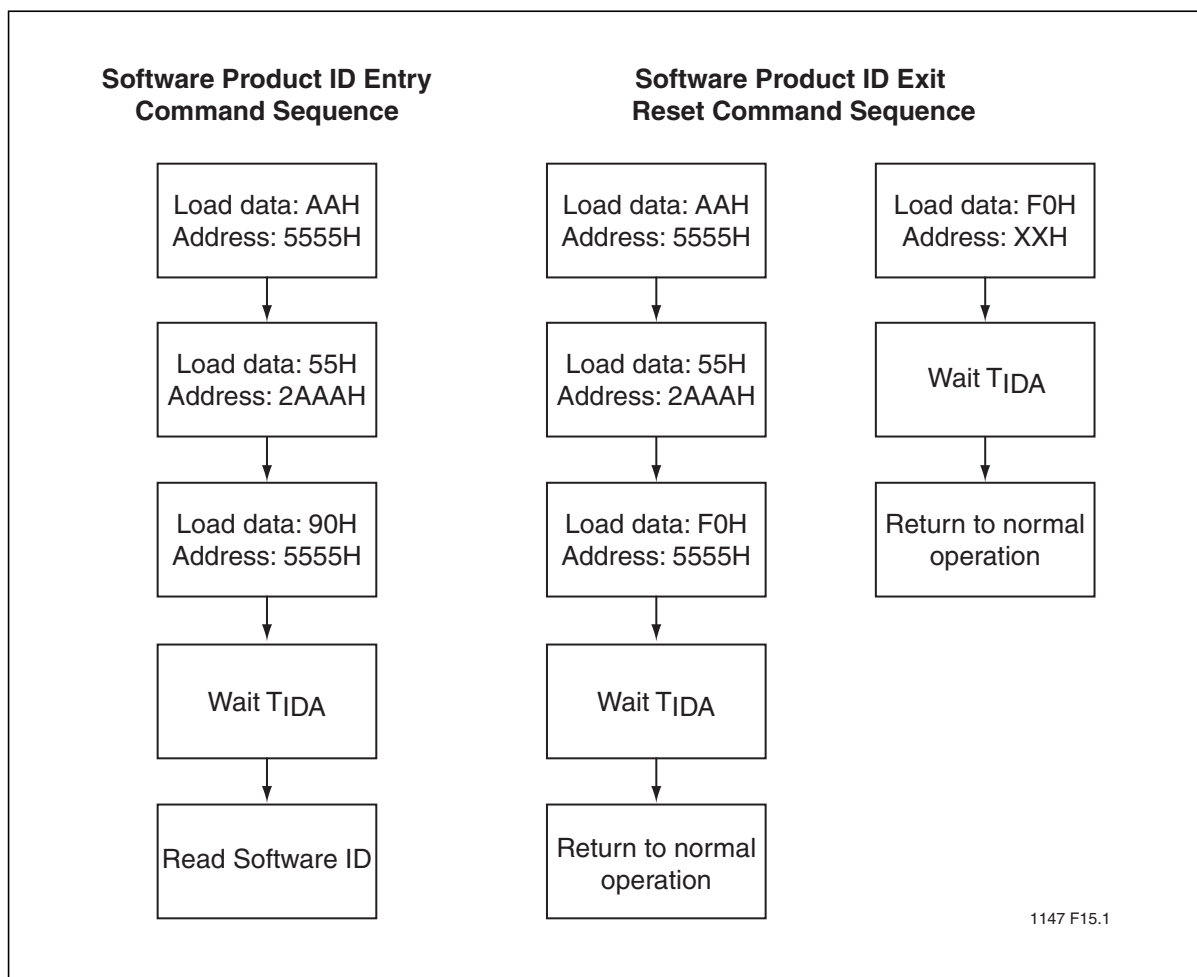 Software Product ID Entry
Command Sequence
Load data: AAH
Address: 5555H
Load data: 55H
Address: 2AAAH
Load data: 90H
Address: 5555H
Wait TIDA
Read Software ID
Software Product ID Exit
Reset Command Sequence
Load data: AAH
Address: 5555H
Load data: 55H
Address: 2AAAH
Load data: F0H
Address: 5555H
Wait TIDA
Return to normal
operation
Load data: F0H
Address: XXH
Wait TIDA
Return to normal
operation
1147 F15.1